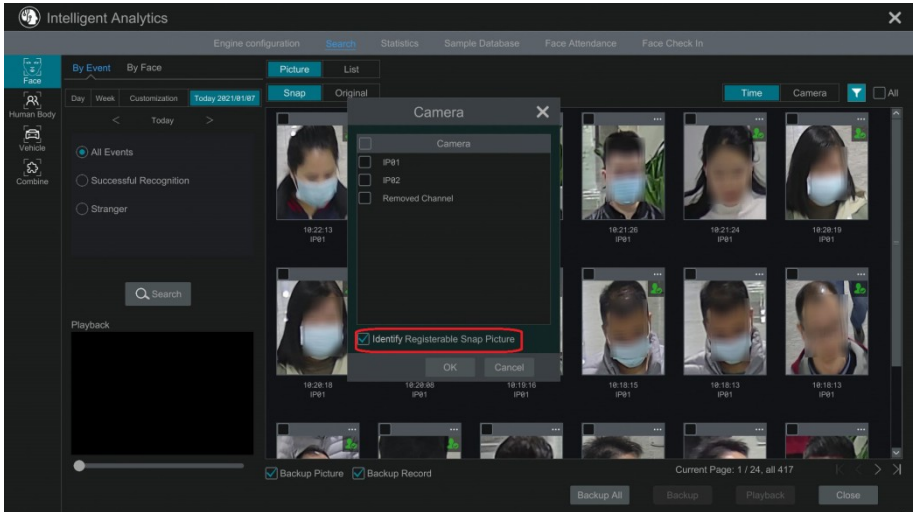 Intelligent Analytics
Engine configuration Search Statistics Sample Database Face Attendance Face Check In
Face
Human Body
Vehicle
Combine
By Event By Face
Day Week Customization Today 2021/01/07
< Today >
All Events
Successful Recognition
Stranger
Search
Playback
Picture List
Snap Original
Time Camera All
Camera
Camera
IP01
IP02
Removed Channel
Identify Registerable Snap Picture
OK Cancel
10:22:13
IP01
10:21:26
IP01
10:21:24
IP01
10:20:19
IP01
10:20:18
IP01
10:20:08
IP01
10:19:16
IP01
10:18:15
IP01
10:18:13
IP01
10:18:13
IP01
Backup Picture Backup Record
Current Page: 1 / 24, all 417
Backup All Backup Playback Close